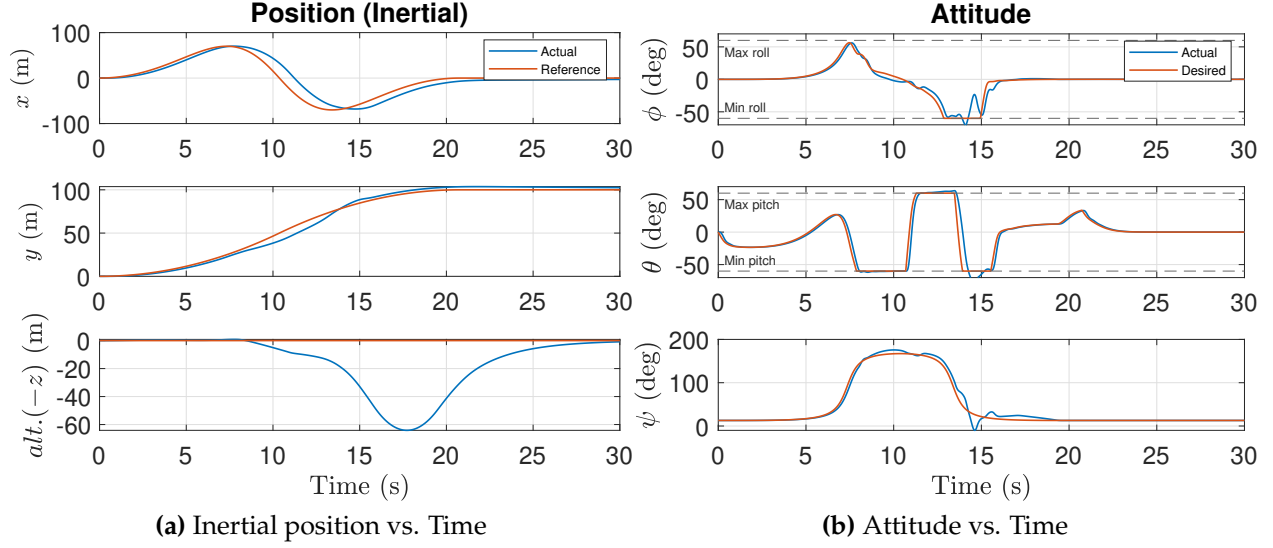 Position (Inertial)
100
0
-100
x (m)
Actual
Reference
0 5 10 15 20 25 30
100
50
0
y (m)
0 5 10 15 20 25 30
0
-20
-40
-60
alt.(−z) (m)
0 5 10 15 20 25 30
Time (s)
(a) Inertial position vs. Time
Attitude
50
0
-50
ϕ (deg)
Max roll
Min roll
Actual
Desired
0 5 10 15 20 25 30
50
0
-50
θ (deg)
Max pitch
Min pitch
0 5 10 15 20 25 30
200
100
0
ψ (deg)
0 5 10 15 20 25 30
Time (s)
(b) Attitude vs. Time